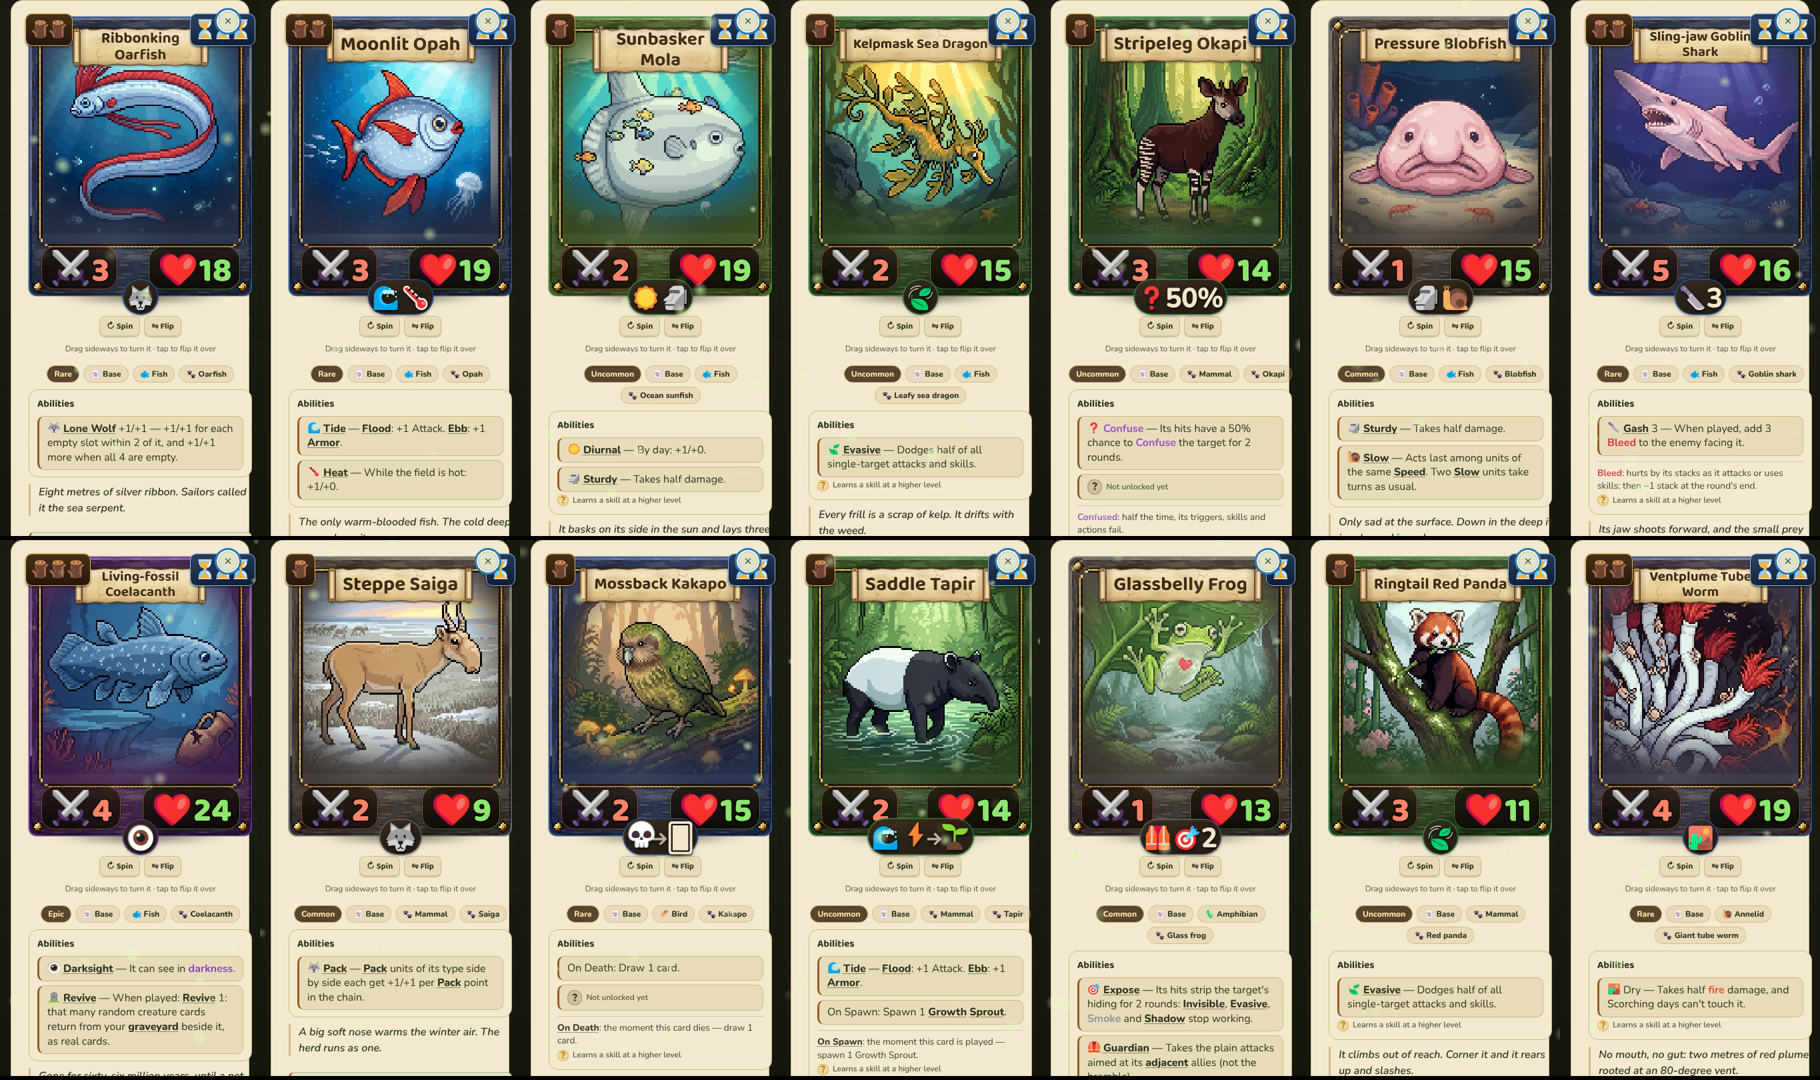 Ribbonking
Oarfish
×
3
18
Spin
Flip
Drag sideways to turn it · tap to flip it over
Rare
Base
Fish
Oarfish
Abilities
Lone Wolf +1/+1 — +1/+1 for each
empty slot within 2 of it, and +1/+1
more when all 4 are empty.
Eight metres of silver ribbon. Sailors called
it the sea serpent.
Moonlit Opah
×
3
19
Spin
Flip
Drag sideways to turn it · tap to flip it over
Rare
Base
Fish
Opah
Abilities
Tide — Flood: +1 Attack. Ebb: +1
Armor.
Heat — While the field is hot:
+1/+0.
The only warm-blooded fish. The cold deep
Sunbasker
Mola
×
2
19
Spin
Flip
Drag sideways to turn it · tap to flip it over
Uncommon
Base
Fish
Ocean sunfish
Abilities
Diurnal — By day: +1/+0.
Sturdy — Takes half damage.
? Learns a skill at a higher level
It basks on its side in the sun and lays three
Kelpmask Sea Dragon
×
2
15
Spin
Flip
Drag sideways to turn it · tap to flip it over
Uncommon
Base
Fish
Leafy sea dragon
Abilities
Evasive — Dodges half of all
single-target attacks and skills.
? Learns a skill at a higher level
Every frill is a scrap of kelp. It drifts with
the weed.
Stripeleg Okapi
×
3
14
?50%
Spin
Flip
Drag sideways to turn it · tap to flip it over
Uncommon
Base
Mammal
Okapi
Abilities
? Confuse — Its hits have a 50%
chance to Confuse the target for 2
rounds.
? Not unlocked yet
Confused: half the time, its triggers, skills and
actions fail.
Pressure Blobfish
×
1
15
Spin
Flip
Drag sideways to turn it · tap to flip it over
Common
Base
Fish
Blobfish
Abilities
Sturdy — Takes half damage.
Slow — Acts last among units of
the same Speed. Two Slow units take
turns as usual.
Only sad at the surface. Down in the deep i
Sling-jaw Goblin
Shark
×
5
16
3
Spin
Flip
Drag sideways to turn it · tap to flip it over
Rare
Base
Fish
Goblin shark
Abilities
Gash 3 — When played, add 3
Bleed to the enemy facing it.
Bleed: hurts by its stacks as it attacks or uses
skills; then −1 stack at the round's end.
? Learns a skill at a higher level
Its jaw shoots forward, and the small prey
Living-fossil
Coelacanth
×
4
24
Spin
Flip
Drag sideways to turn it · tap to flip it over
Epic
Base
Fish
Coelacanth
Abilities
Darksight — It can see in darkness.
Revive — When played: Revive 1:
that many random creature cards
return from your graveyard beside it,
as real cards.
Gone for sixty-six million years, until a net
Steppe Saiga
×
2
9
Spin
Flip
Drag sideways to turn it · tap to flip it over
Common
Base
Mammal
Saiga
Abilities
Pack — Pack units of its type side
by side each get +1/+1 per Pack point
in the chain.
A big soft nose warms the winter air. The
herd runs as one.
Mossback Kakapo
×
2
15
Spin
Flip
Drag sideways to turn it · tap to flip it over
Rare
Base
Bird
Kakapo
Abilities
On Death: Draw 1 card.
? Not unlocked yet
On Death: the moment this card dies — draw 1
card.
? Learns a skill at a higher level
Saddle Tapir
×
2
14
Spin
Flip
Drag sideways to turn it · tap to flip it over
Uncommon
Base
Mammal
Tapir
Abilities
Tide — Flood: +1 Attack. Ebb: +1
Armor.
On Spawn: Spawn 1 Growth Sprout.
On Spawn: the moment this card is played —
spawn 1 Growth Sprout.
? Learns a skill at a higher level
Glassbelly Frog
×
1
13
2
Spin
Flip
Drag sideways to turn it · tap to flip it over
Common
Base
Amphibian
Glass frog
Abilities
Expose — Its hits strip the target's
hiding for 2 rounds: Invisible, Evasive,
Smoke and Shadow stop working.
Guardian — Takes the plain attacks
aimed at its adjacent allies (not the
Ringtail Red Panda
×
3
11
Spin
Flip
Drag sideways to turn it · tap to flip it over
Uncommon
Base
Mammal
Red panda
Abilities
Evasive — Dodges half of all
single-target attacks and skills.
? Learns a skill at a higher level
It climbs out of reach. Corner it and it rears
up and slashes.
Ventplume Tube
Worm
×
4
19
Spin
Flip
Drag sideways to turn it · tap to flip it over
Rare
Base
Annelid
Giant tube worm
Abilities
Dry — Takes half fire damage, and
Scorching days can't touch it.
? Learns a skill at a higher level
No mouth, no gut: two metres of red plume
rooted at an 80-degree vent.